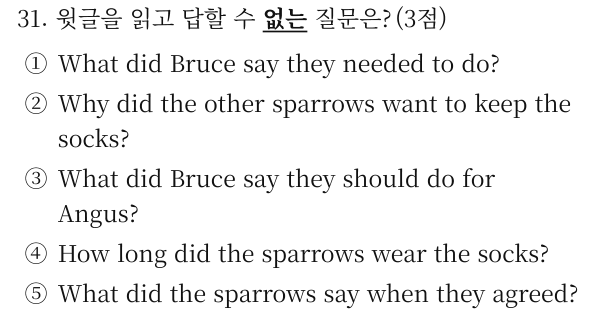 31. 윗글을 읽고 답할 수 없는 질문은?(3점)
① What did Bruce say they needed to do?
② Why did the other sparrows want to keep the
socks?
③ What did Bruce say they should do for
Angus?
④ How long did the sparrows wear the socks?
⑤ What did the sparrows say when they agreed?